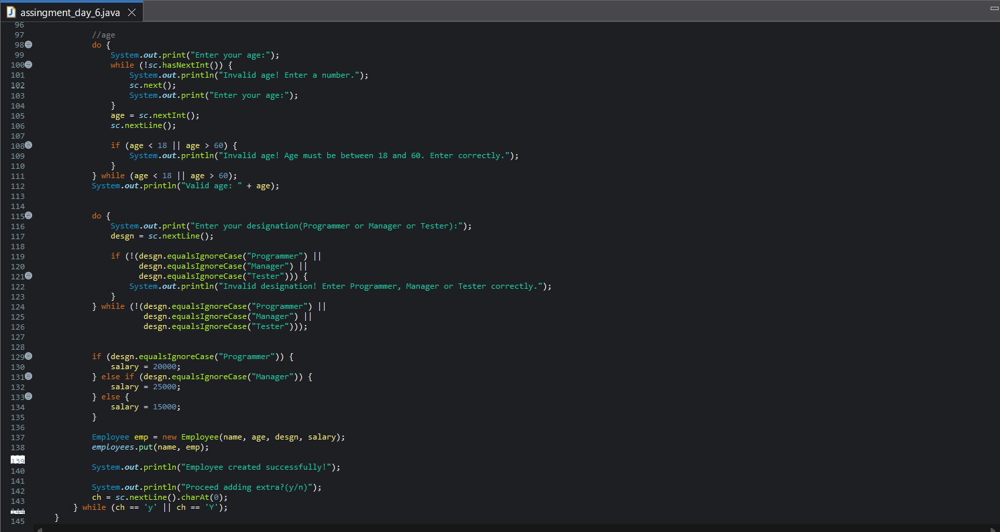 assingment_day_6.java
96
97 //age
98 do {
99 System.out.print("Enter your age:");
100 while (!sc.hasNextInt()) {
101 System.out.println("Invalid age! Enter a number.");
102 sc.next();
103 System.out.print("Enter your age:");
104 }
105 age = sc.nextInt();
106 sc.nextLine();
107
108 if (age < 18 || age > 60) {
109 System.out.println("Invalid age! Age must be between 18 and 60. Enter correctly.");
110 }
111 } while (age < 18 || age > 60);
112 System.out.println("Valid age: " + age);
113
114
115 do {
116 System.out.print("Enter your designation(Programmer or Manager or Tester):");
117 desgn = sc.nextLine();
118
119 if (!(desgn.equalsIgnoreCase("Programmer") ||
120 desgn.equalsIgnoreCase("Manager") ||
121 desgn.equalsIgnoreCase("Tester"))) {
122 System.out.println("Invalid designation! Enter Programmer, Manager or Tester correctly.");
123 }
124 } while (!(desgn.equalsIgnoreCase("Programmer") ||
125 desgn.equalsIgnoreCase("Manager") ||
126 desgn.equalsIgnoreCase("Tester")));
127
128
129 if (desgn.equalsIgnoreCase("Programmer")) {
130 salary = 20000;
131 } else if (desgn.equalsIgnoreCase("Manager")) {
132 salary = 25000;
133 } else {
134 salary = 15000;
135 }
136
137 Employee emp = new Employee(name, age, desgn, salary);
138 employees.put(name, emp);
139
140 System.out.println("Employee created successfully!");
141
142 System.out.println("Proceed adding extra?(y/n)");
143 ch = sc.nextLine().charAt(0);
144 } while (ch == 'y' || ch == 'Y');
145 }